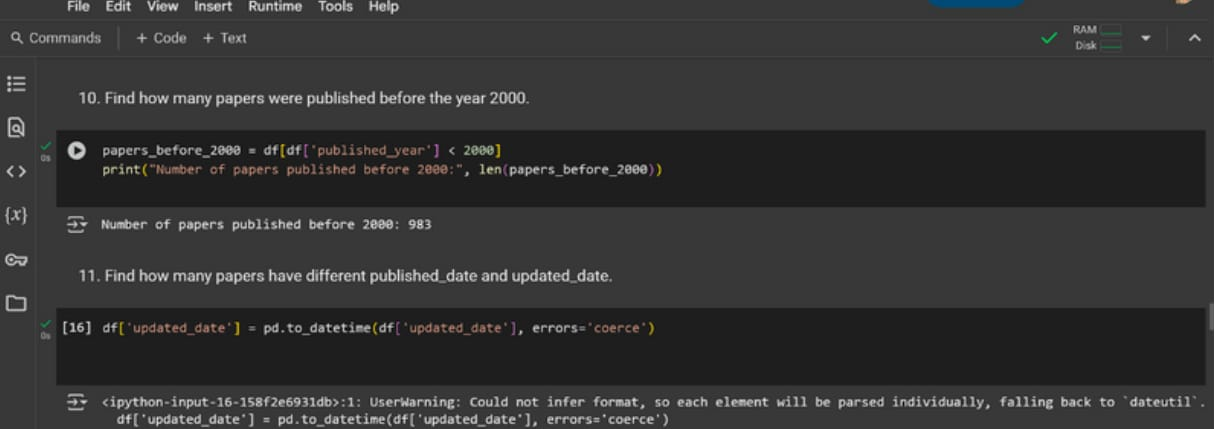 File Edit View Insert Runtime Tools Help
Commands + Code + Text
RAM
Disk
10. Find how many papers were published before the year 2000.
0s
papers_before_2000 = df[df['published_year'] < 2000]
print("Number of papers published before 2000:", len(papers_before_2000))
Number of papers published before 2000: 983
11. Find how many papers have different published_date and updated_date.
0s
[16] df['updated_date'] = pd.to_datetime(df['updated_date'], errors='coerce')
<ipython-input-16-158f2e6931db>:1: UserWarning: Could not infer format, so each element will be parsed individually, falling back to `dateutil`.
df['updated_date'] = pd.to_datetime(df['updated_date'], errors='coerce')